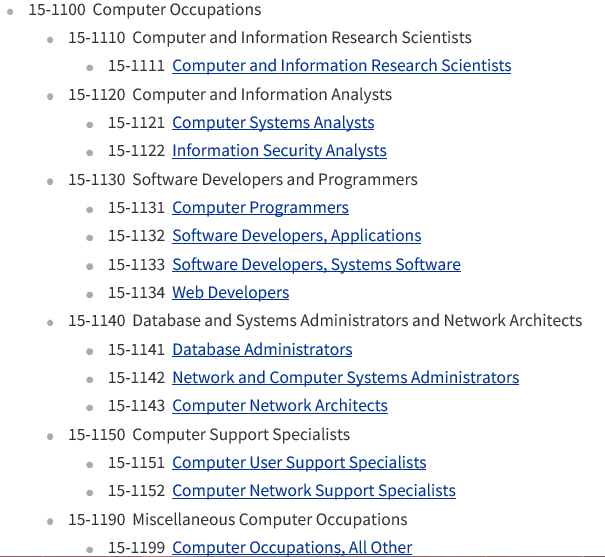 15-1100 Computer Occupations
15-1110 Computer and Information Research Scientists
15-1111 Computer and Information Research Scientists
15-1120 Computer and Information Analysts
15-1121 Computer Systems Analysts
15-1122 Information Security Analysts
15-1130 Software Developers and Programmers
15-1131 Computer Programmers
15-1132 Software Developers, Applications
15-1133 Software Developers, Systems Software
15-1134 Web Developers
15-1140 Database and Systems Administrators and Network Architects
15-1141 Database Administrators
15-1142 Network and Computer Systems Administrators
15-1143 Computer Network Architects
15-1150 Computer Support Specialists
15-1151 Computer User Support Specialists
15-1152 Computer Network Support Specialists
15-1190 Miscellaneous Computer Occupations
15-1199 Computer Occupations, All Other